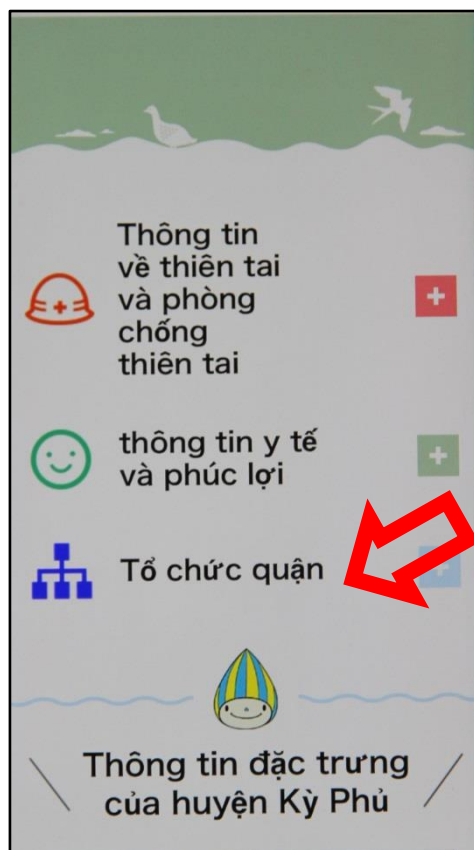 Thông tin
về thiên tai
và phòng
chống
thiên tai
thông tin y tế
và phúc lợi
Tổ chức quận
Thông tin đặc trưng
của huyện Kỳ Phủ